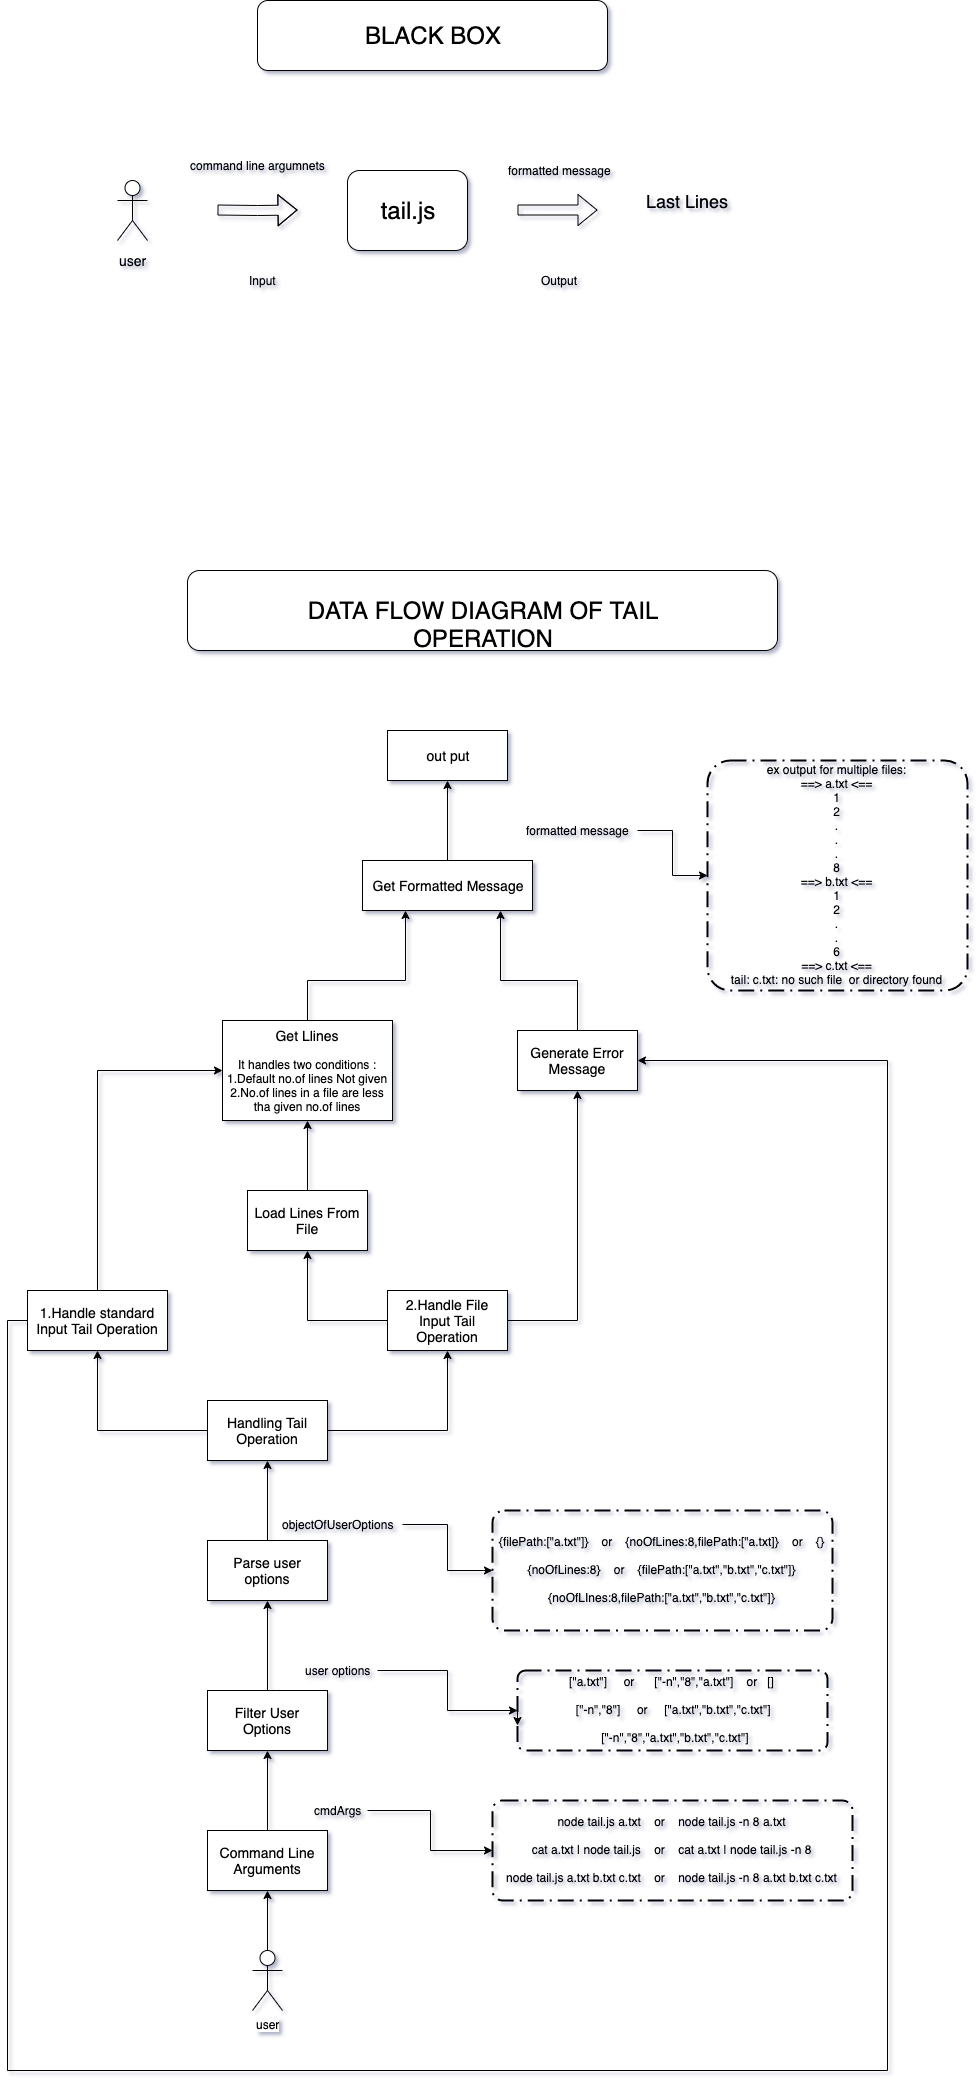 BLACK BOX
command line argumnets
formatted message
tail.js
Last Lines
user
Input
Output
DATA FLOW DIAGRAM OF TAIL
OPERATION
out put
ex output for multiple files:
==> a.txt <==
1
2
.
.
.
8
==> b.txt <==
1
2
.
.
6
==> c.txt <==
tail: c.txt: no such file or directory found
formatted message
Get Formatted Message
Get Llines
It handles two conditions :
1.Default no.of lines Not given
2.No.of lines in a file are less
tha given no.of lines
Generate Error
Message
Load Lines From
File
1.Handle standard
Input Tail Operation
2.Handle File
Input Tail
Operation
Handling Tail
Operation
objectOfUserOptions
{filePath:["a.txt"]} or {noOfLines:8,filePath:["a.txt]} or {}
{noOfLines:8} or {filePath:["a.txt","b.txt","c.txt"]}
{noOfLInes:8,filePath:["a.txt","b.txt","c.txt"]}
Parse user
options
user options
["a.txt"] or ["-n","8","a.txt"] or []
["-n","8"] or ["a.txt","b.txt","c.txt"]
["-n","8","a.txt","b.txt","c.txt"]
Filter User
Options
cmdArgs
node tail.js a.txt or node tail.js -n 8 a.txt
cat a.txt | node tail.js or cat a.txt | node tail.js -n 8
node tail.js a.txt b.txt c.txt or node tail.js -n 8 a.txt b.txt c.txt
Command Line
Arguments
user